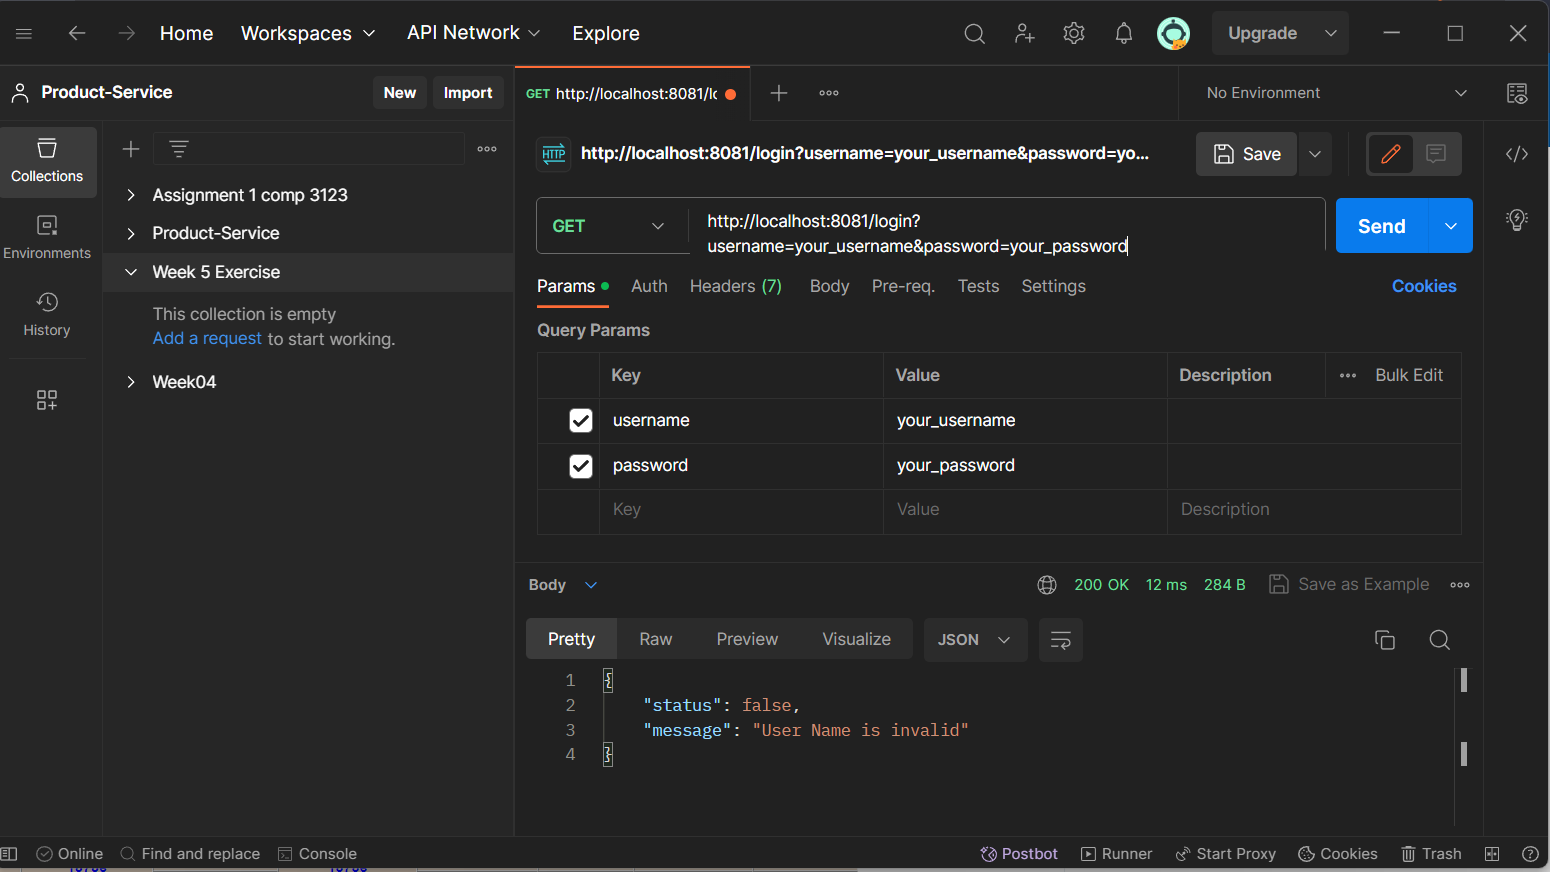 Home
Workspaces
API Network
Explore
Upgrade
Product-Service
New
Import
GET http://localhost:8081/lo
No Environment
Collections
Environments
History
Assignment 1 comp 3123
Product-Service
Week 5 Exercise
This collection is empty
Add a request to start working.
Week04
HTTP
http://localhost:8081/login?username=your_username&password=yo...
Save
GET
http://localhost:8081/login?
username=your_username&password=your_password
Send
Params
Auth
Headers (7)
Body
Pre-req.
Tests
Settings
Cookies
Query Params
Key
Value
Description
Bulk Edit
username
your_username
password
your_password
Key
Value
Description
Body
200 OK
12 ms
284 B
Save as Example
Pretty
Raw
Preview
Visualize
JSON
1 {
2 "status": false,
3 "message": "User Name is invalid"
4 }
Online
Find and replace
Console
Postbot
Runner
Start Proxy
Cookies
Trash